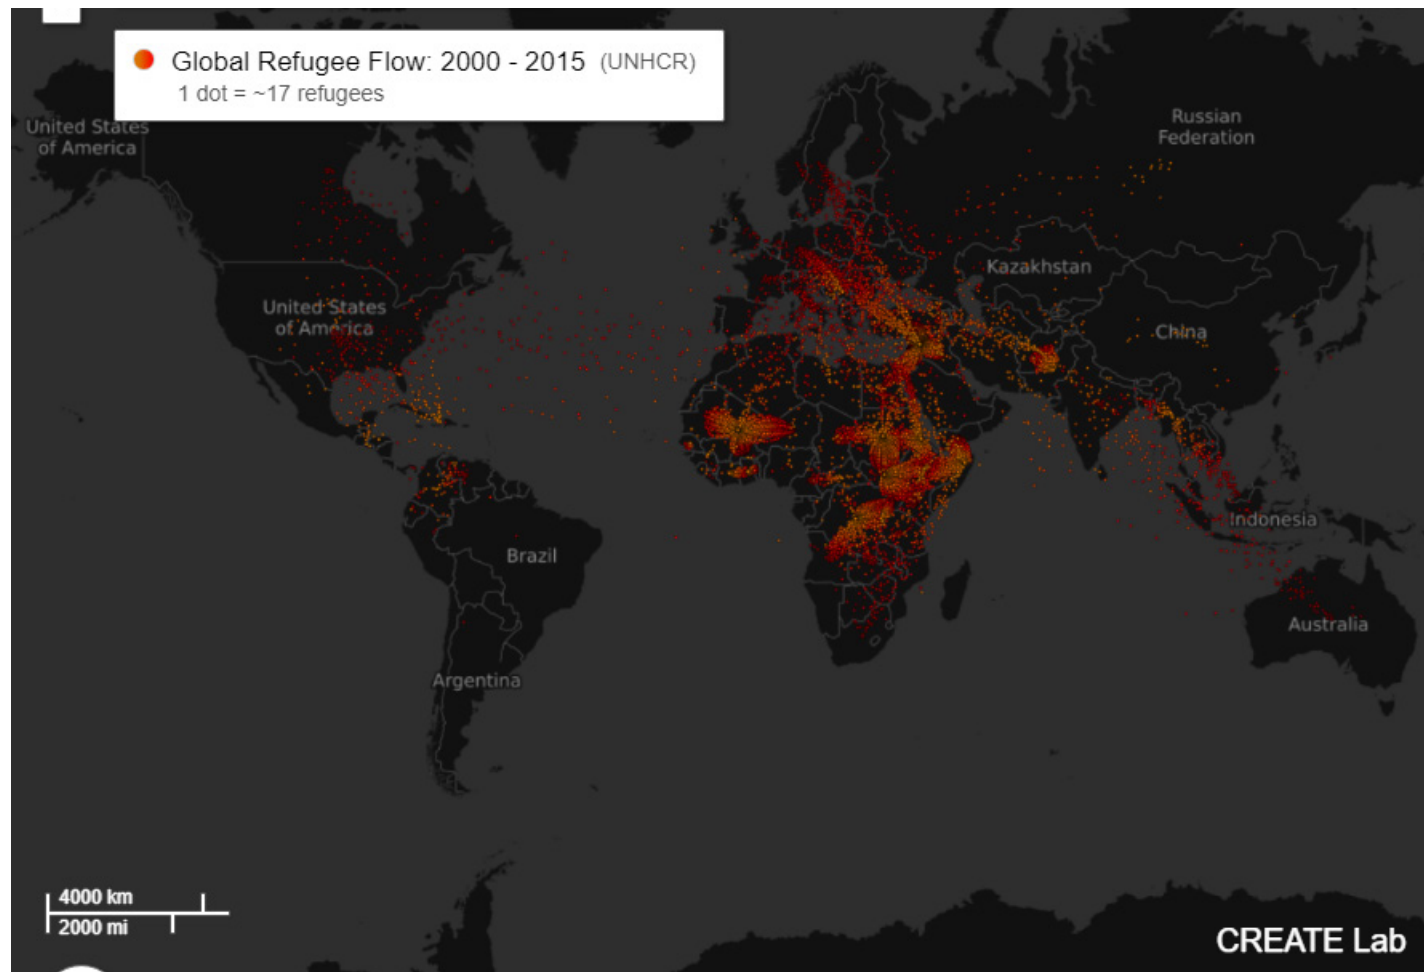 Global Refugee Flow: 2000 - 2015 (UNHCR)
1 dot = ~17 refugees
United States
of America
Russian
Federation
Kazakhstan
United States
of America
China
Indonesia
Brazil
Australia
Argentina
4000 km
2000 mi
CREATE Lab